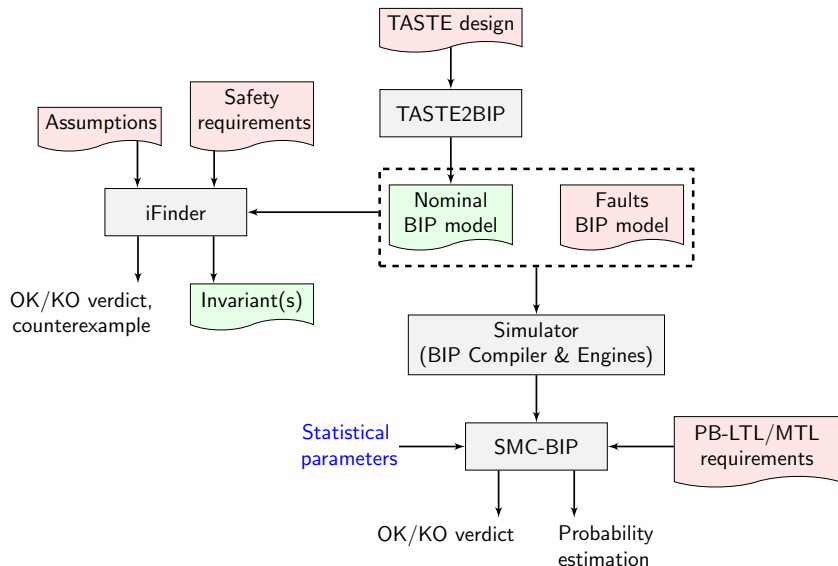 TASTE design
Safety
requirements
Assumptions
TASTE2BIP
iFinder
Nominal
BIP model
Faults
BIP model
OK/KO verdict,
counterexample
Invariant(s)
Simulator
(BIP Compiler & Engines)
Statistical
parameters
SMC-BIP
PB-LTL/MTL
requirements
OK/KO verdict
Probability
estimation